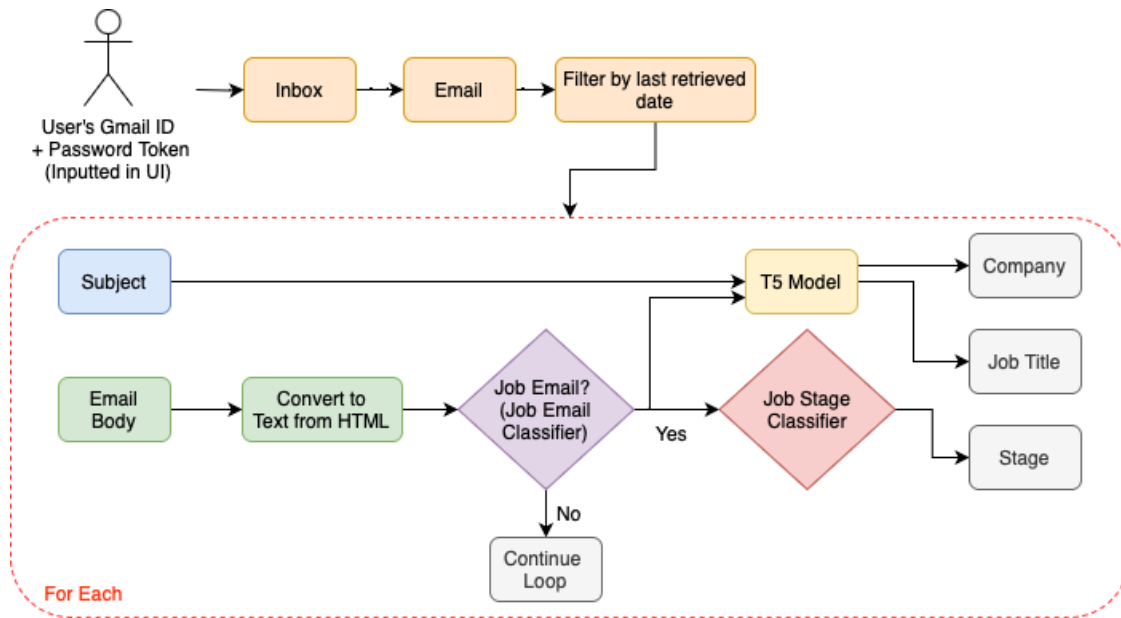 User's Gmail ID
+ Password Token
(Inputted in UI)
Inbox
Email
Filter by last retrieved
date
Subject
T5 Model
Company
Job Title
Email
Body
Convert to
Text from HTML
Job Email?
(Job Email
Classifier)
Yes
Job Stage
Classifier
Stage
No
Continue
Loop
For Each